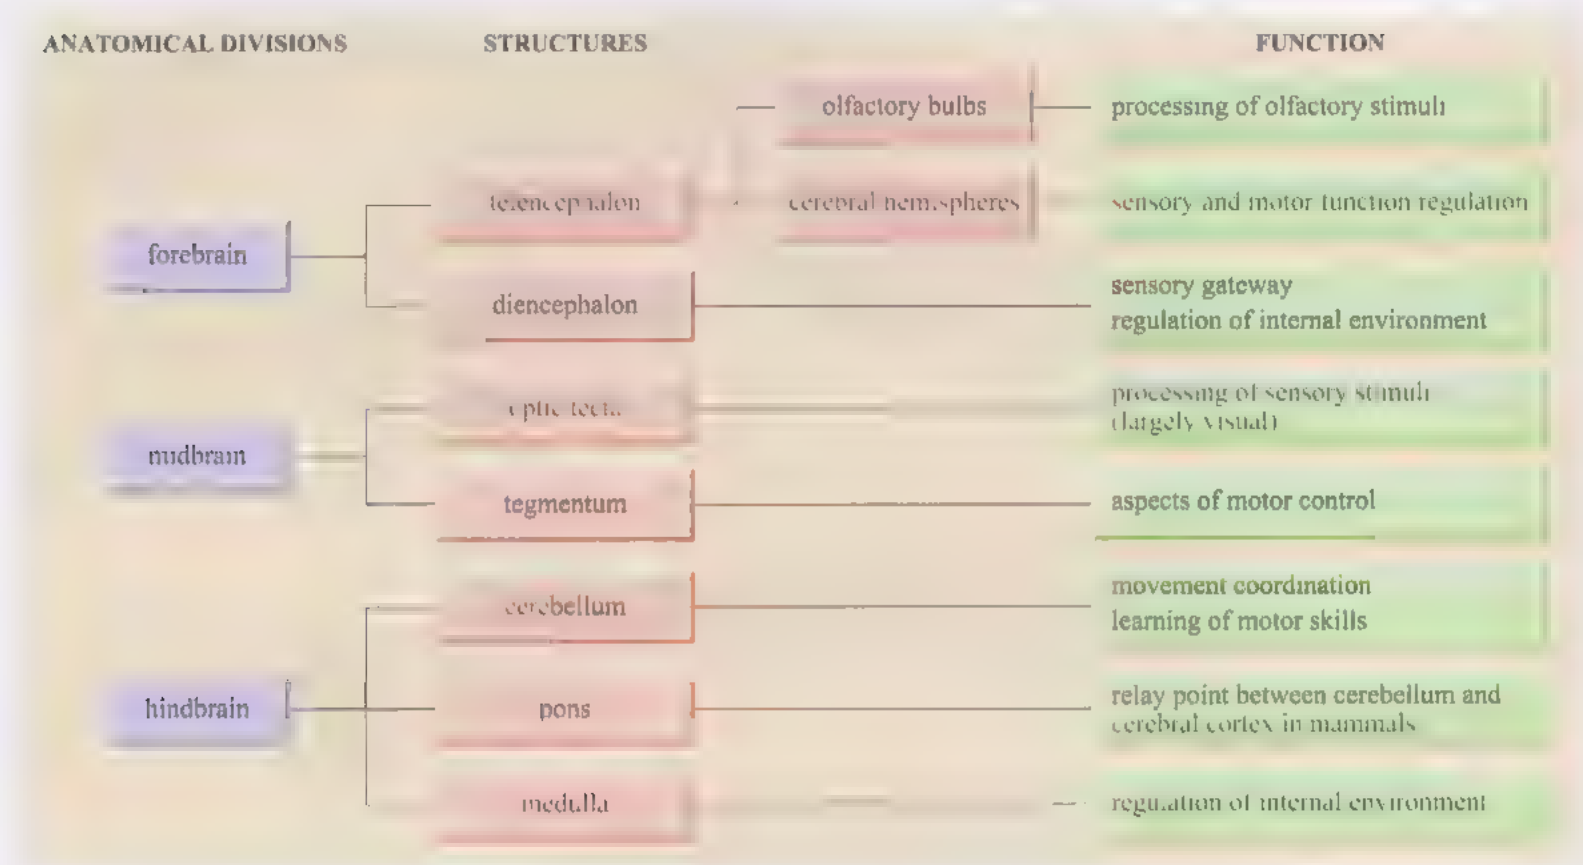 ANATOMICAL DIVISIONS
STRUCTURES
FUNCTION
olfactory bulbs
processing of olfactory stimuli
telencephalon
cerebral hemispheres
sensory and motor function regulation
forebrain
diencephalon
sensory gateway
regulation of internal environment
optic tecta
processing of sensory stimuli
(largely visual)
midbrain
tegmentum
aspects of motor control
cerebellum
movement coordination
learning of motor skills
hindbrain
pons
relay point between cerebellum and
cerebral cortex in mammals
medulla
regulation of internal environment